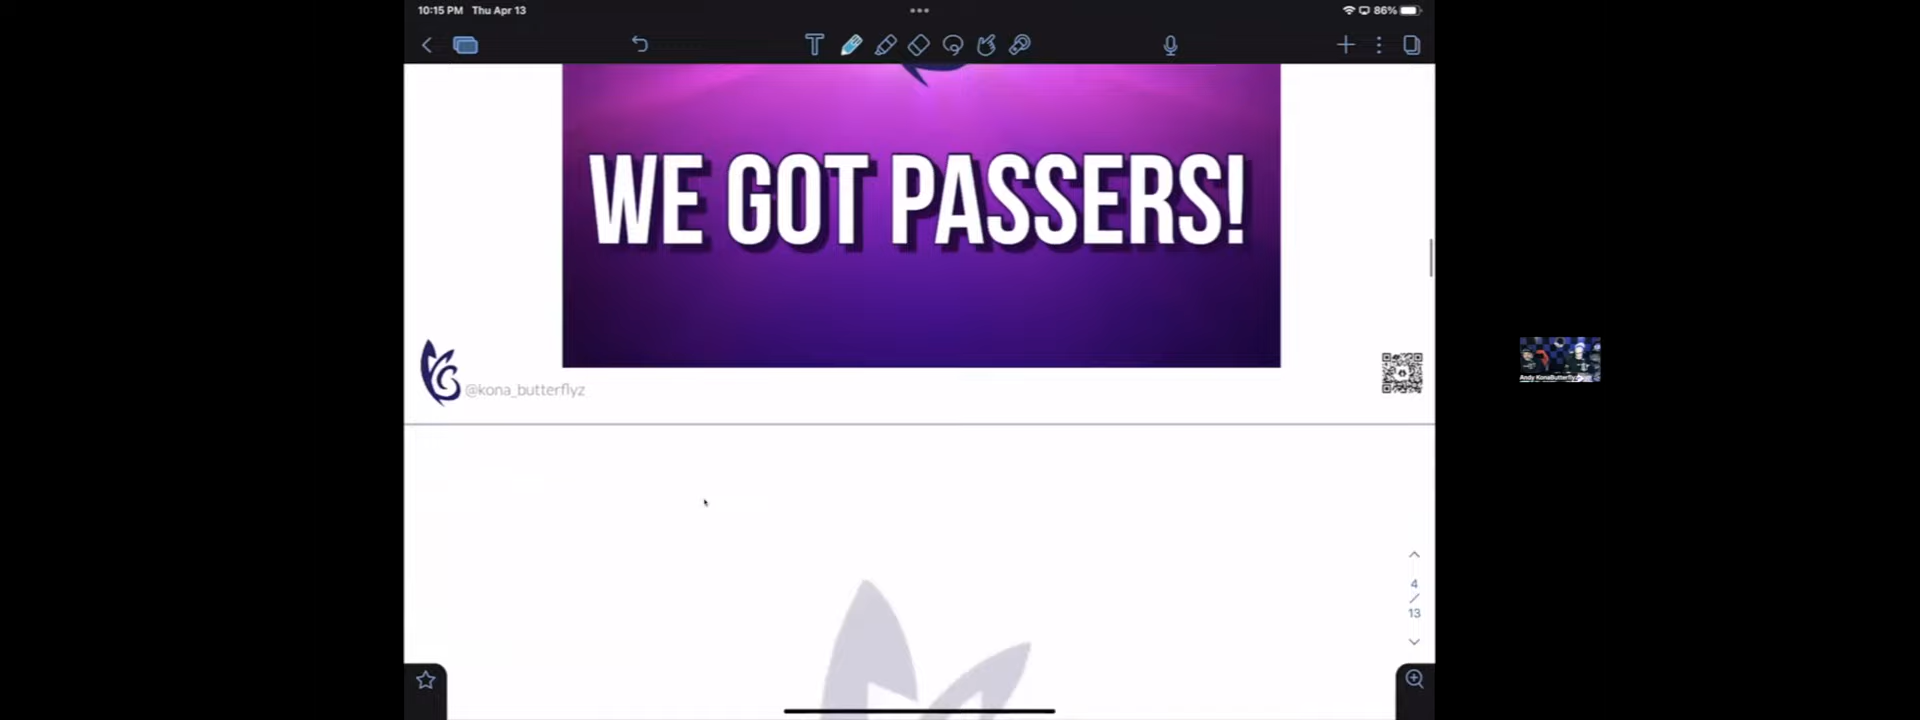 10:15 PM Thu Apr 13
86%
WE GOT PASSERS!
@kona_butterflyz
4
/
13